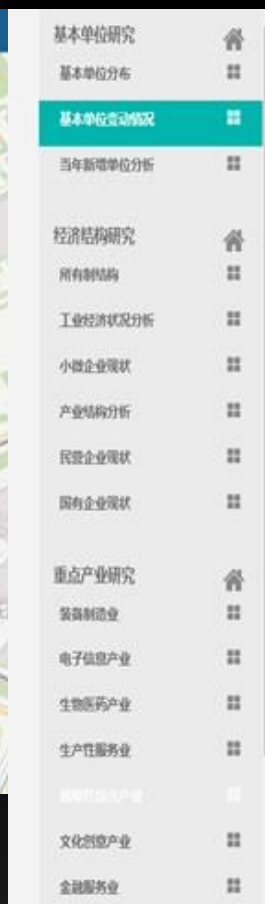 基本单位研究
基本单位分布
基本单位变动情况
当年新增单位分析
经济结构研究
所有制结构
工业经济状况分析
小微企业现状
产业结构分析
民营企业现状
国有企业现状
重点产业研究
装备制造业
电子信息产业
生物医药产业
生产性服务业
文化创意产业
金融服务业